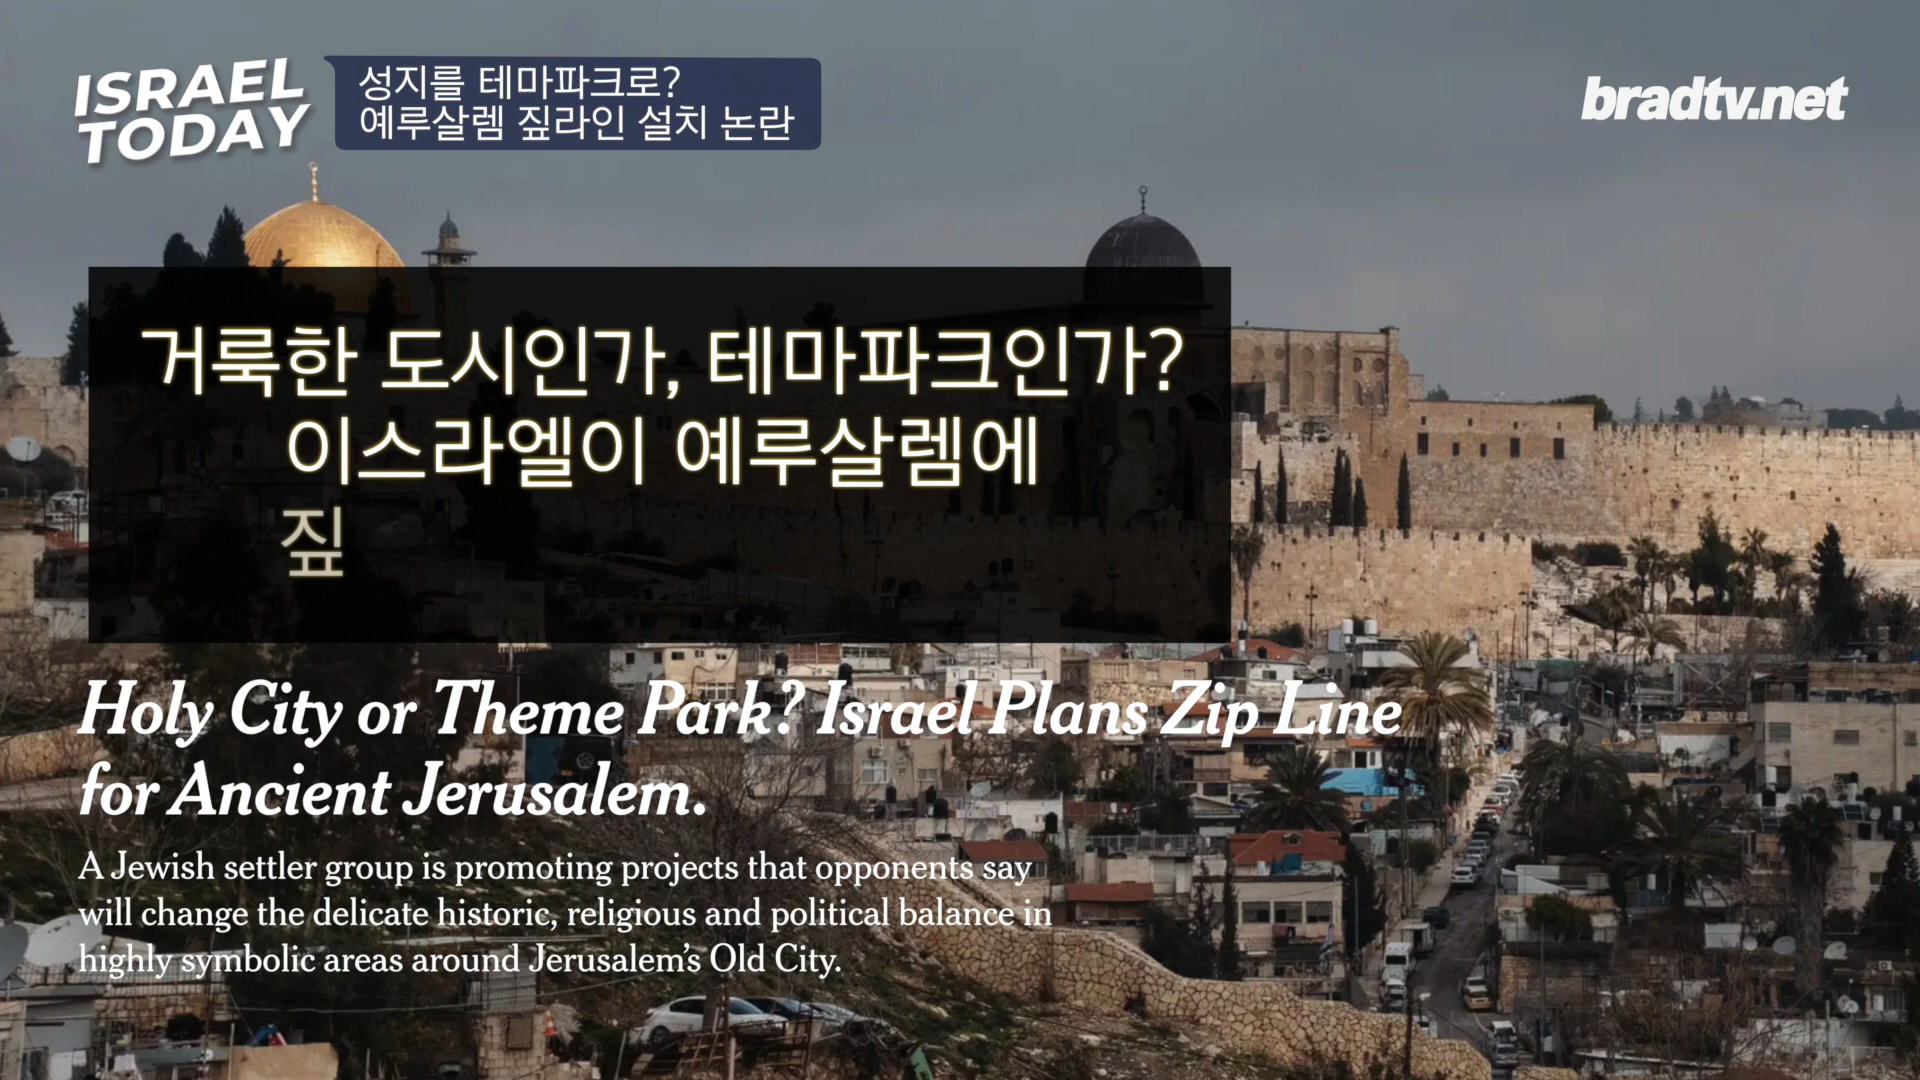 ISRAEL
TODAY
성지를 테마파크로?
예루살렘 짚라인 설치 논란
bradtv.net
거룩한 도시인가, 테마파크인가?
이스라엘이 예루살렘에
짚
Holy City or Theme Park? Israel Plans Zip Line
for Ancient Jerusalem.
A Jewish settler group is promoting projects that opponents say
will change the delicate historic, religious and political balance in
highly symbolic areas around Jerusalem’s Old City.